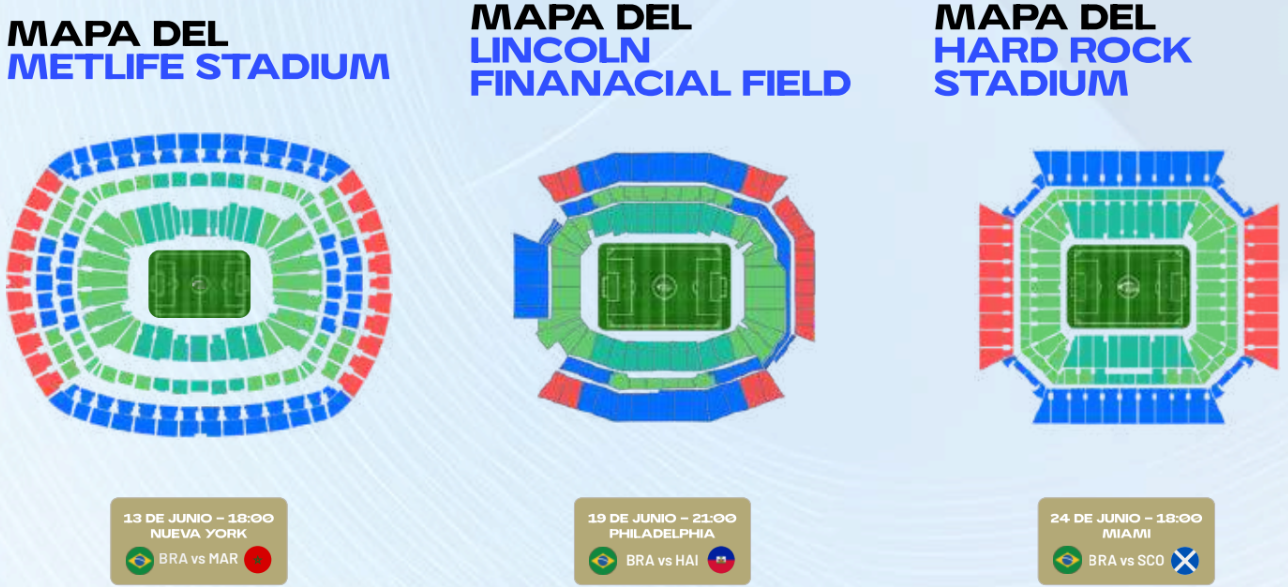 MAPA DEL
METLIFE STADIUM
13 DE JUNIO - 18:00
NUEVA YORK
BRA vs MAR
MAPA DEL
LINCOLN
FINANACIAL FIELD
19 DE JUNIO - 21:00
PHILADELPHIA
BRA vs HAI
MAPA DEL
HARD ROCK
STADIUM
24 DE JUNIO - 18:00
MIAMI
BRA vs SCO